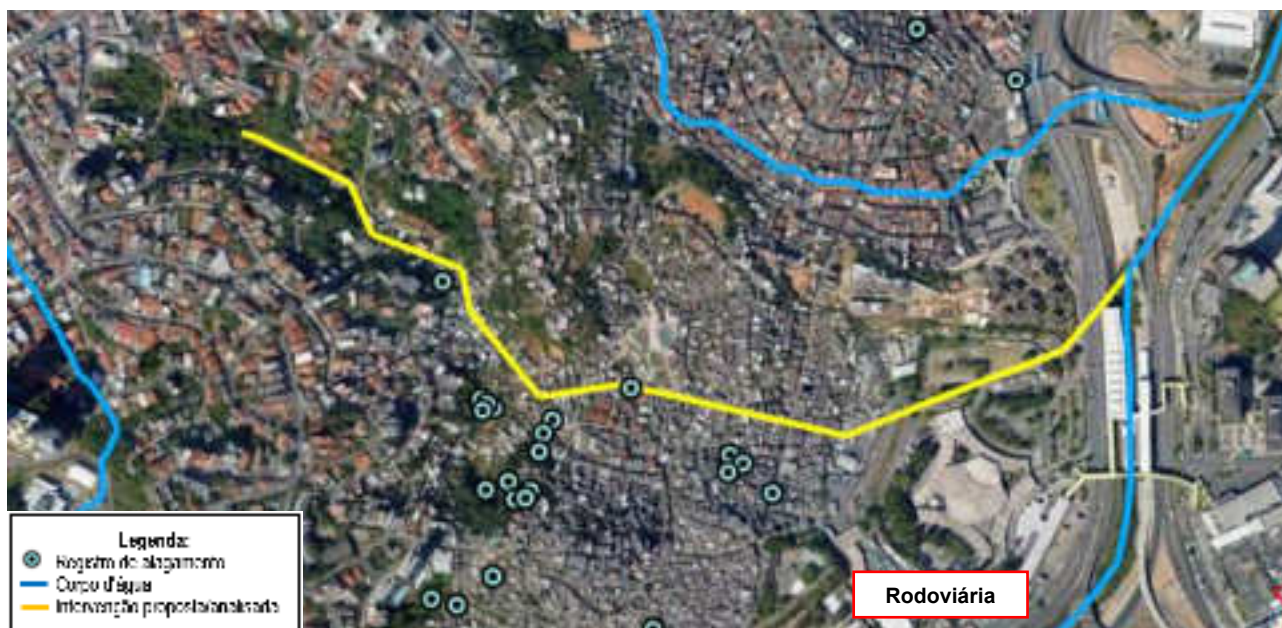 Rodoviária
Legenda:
Registro de alagamento
Corpo d'água
Intervenção proposta/analisada